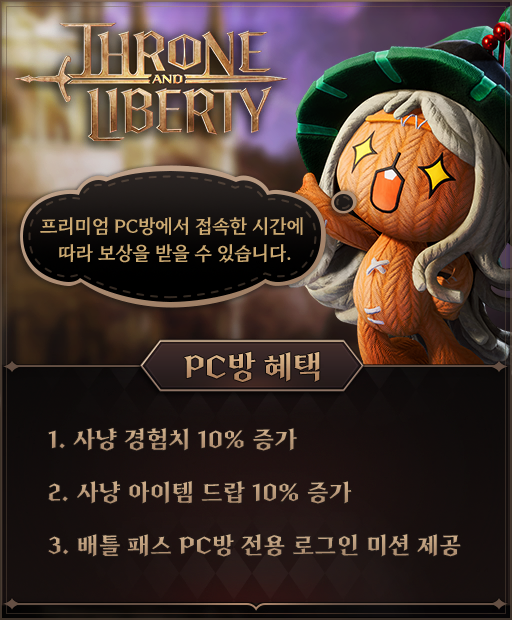 THRONE
AND
LIBERTY
프리미엄 PC방에서 접속한 시간에
따라 보상을 받을 수 있습니다.
PC방 혜택
1. 사냥 경험치 10% 증가
2. 사냥 아이템 드랍 10% 증가
3. 배틀 패스 PC방 전용 로그인 미션 제공